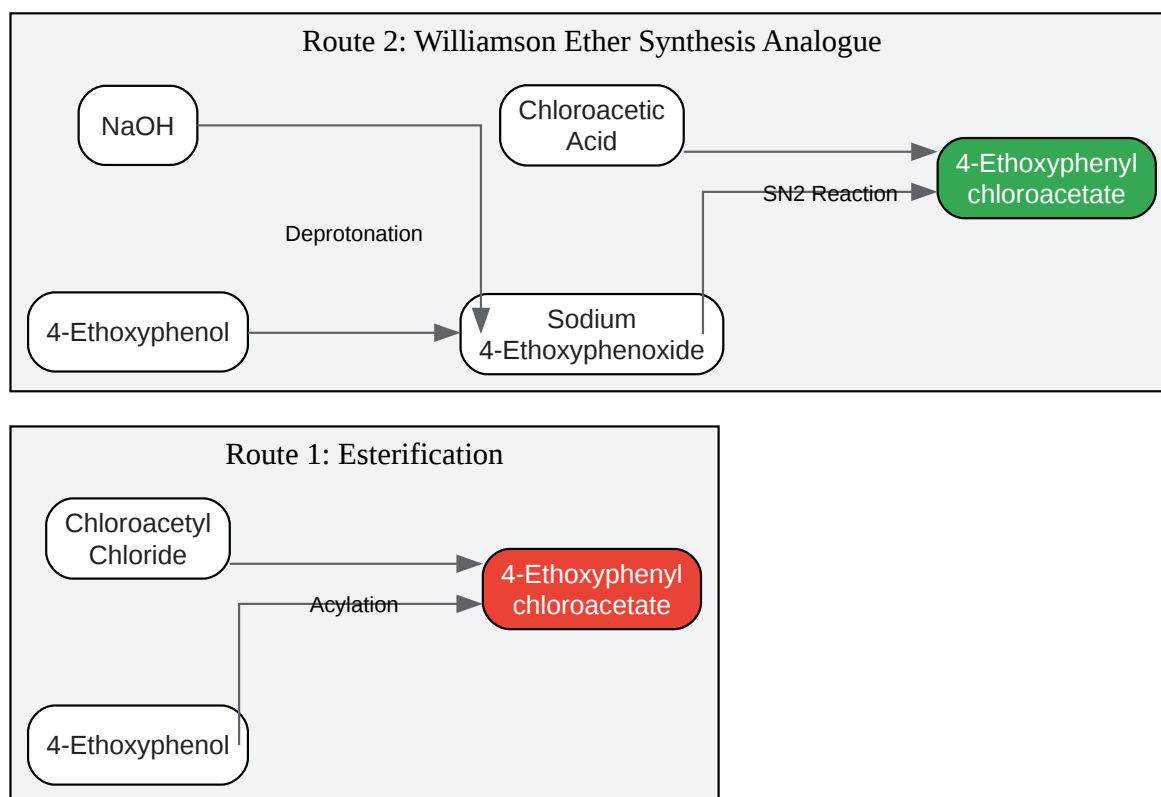 Route 2: Williamson Ether Synthesis Analogue
NaOH
Chloroacetic
Acid
4-Ethoxyphenyl
chloroacetate
SN2 Reaction
Deprotonation
4-Ethoxyphenol
Sodium
4-Ethoxyphenoxide
Route 1: Esterification
Chloroacetyl
Chloride
4-Ethoxyphenyl
chloroacetate
Acylation
4-Ethoxyphenol